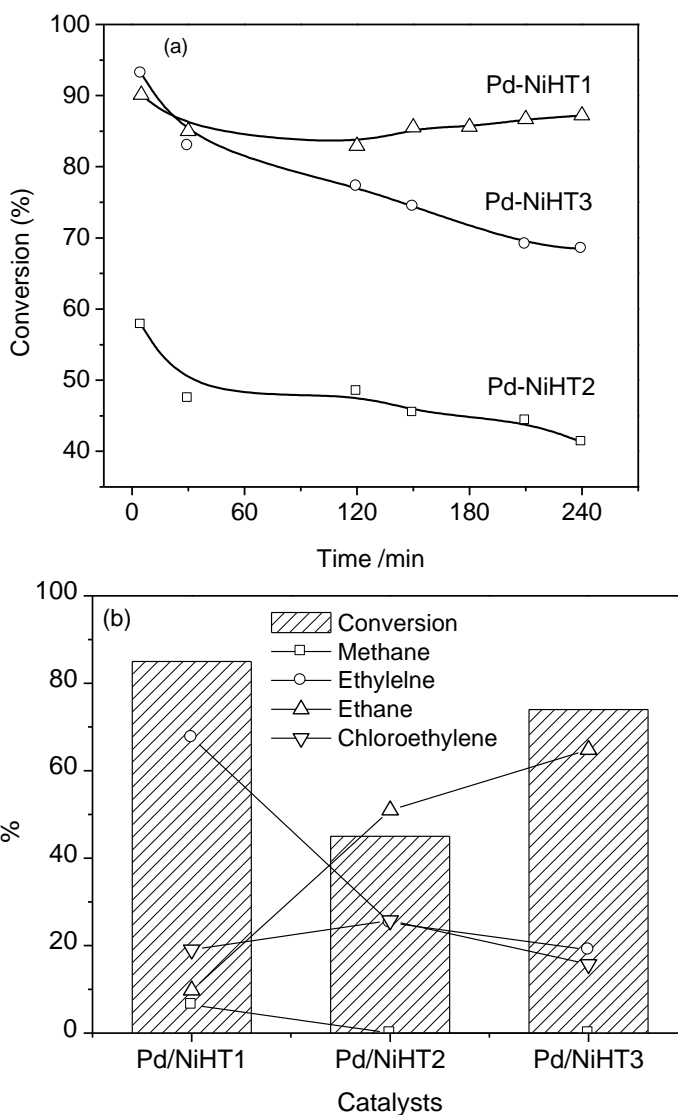 100
(a)
90
80
70
60
50
40
Conversion (%)
Pd-NiHT1
Pd-NiHT3
Pd-NiHT2
0
60
120
180
240
Time /min
100
(b)
80
60
40
20
0
%
Conversion
Methane
Ethylelne
Ethane
Chloroethylene
Pd/NiHT1
Pd/NiHT2
Pd/NiHT3
Catalysts